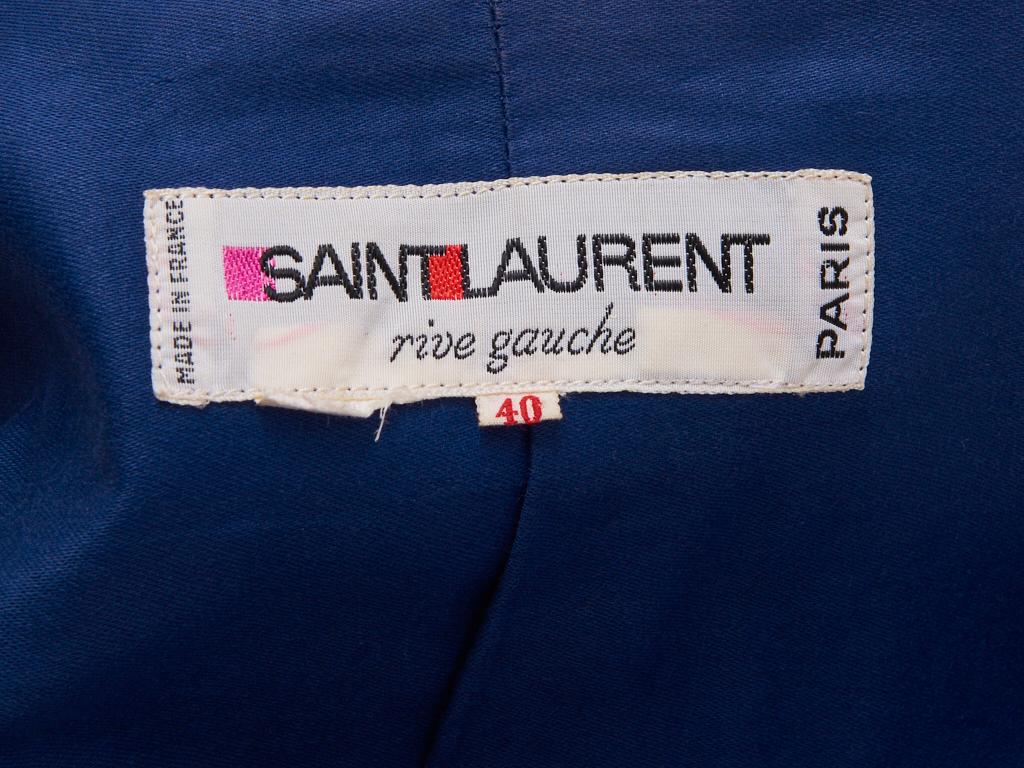 MADE IN FRANCE
SAINT LAURENT
rive gauche
PARIS
40